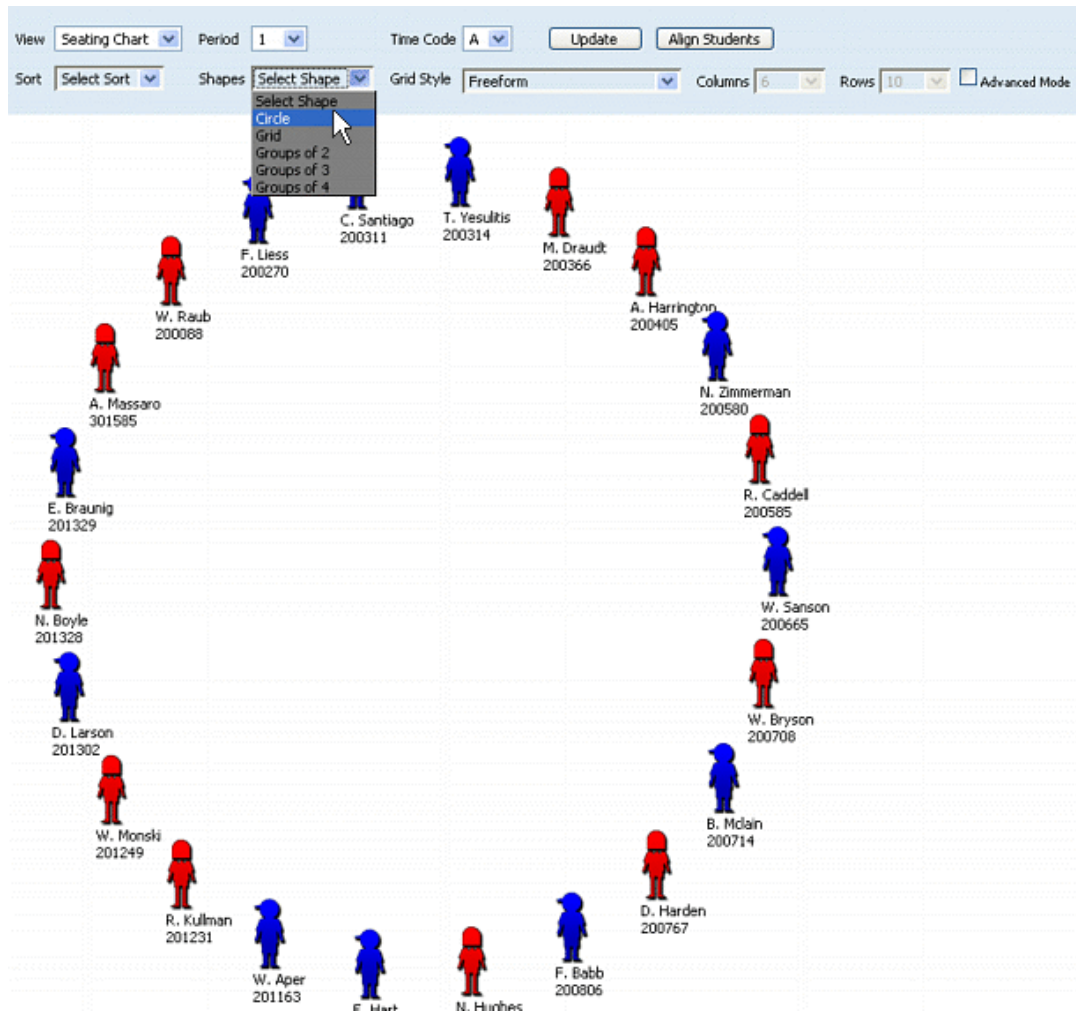 View Seating Chart Period 1 Time Code A Update Align Students
Sort Select Sort Shapes Select Shape Grid Style Freeform Columns 6 Rows 10 Advanced Mode
Select Shape
Circle
Grid
Groups of 2
Groups of 3
Groups of 4
C. Santiago
200311
T. Yesulitis
200314
F. Liess
200270
M. Draudt
200366
W. Raub
200088
A. Harrington
200405
A. Massaro
301585
N. Zimmerman
200580
E. Braunig
201329
R. Caddell
200585
N. Boyle
201328
W. Sanson
200665
D. Larson
201302
W. Bryson
200708
W. Monski
201249
B. Mclain
200714
R. Kullman
201231
D. Harden
200767
W. Aper
201163
F. Babb
200806
N. Hughes